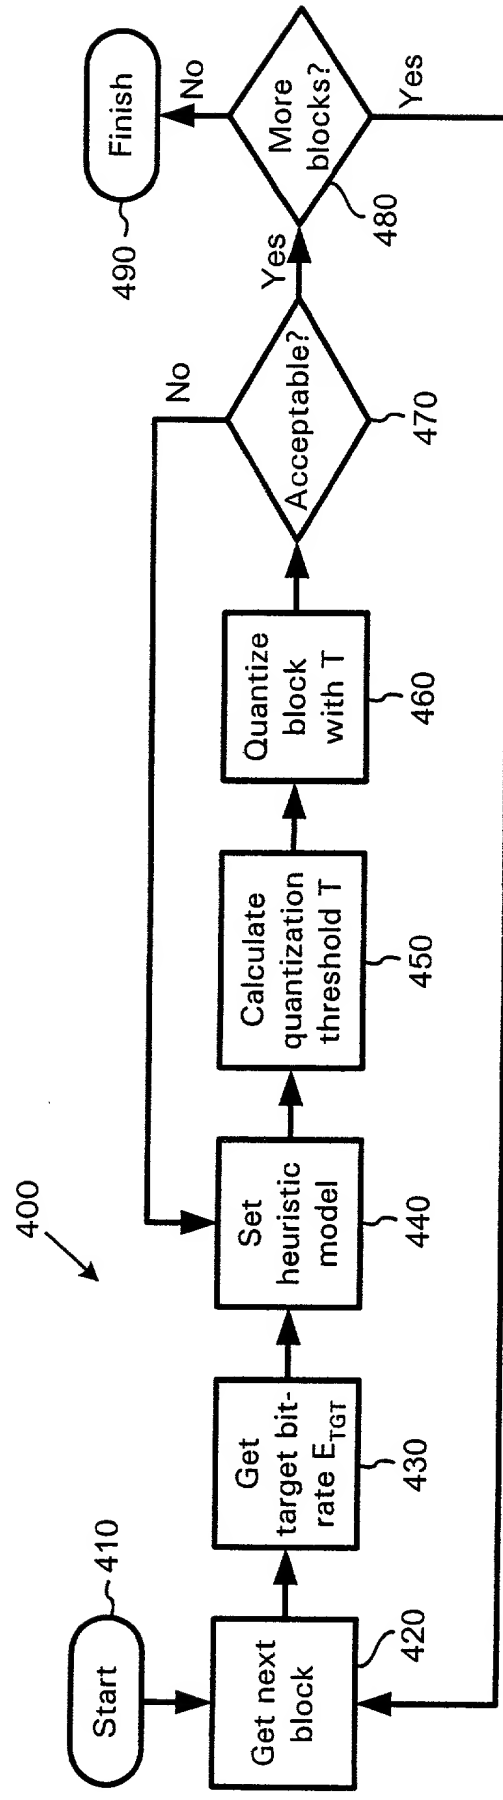 400
Start
410
Get next
block
420
Get
target bit-
rate E_TGT
430
Set
heuristic
model
440
Calculate
quantization
threshold T
450
Quantize
block
with T
460
Acceptable?
470
No
Yes
More
blocks?
480
No
Yes
Finish
490